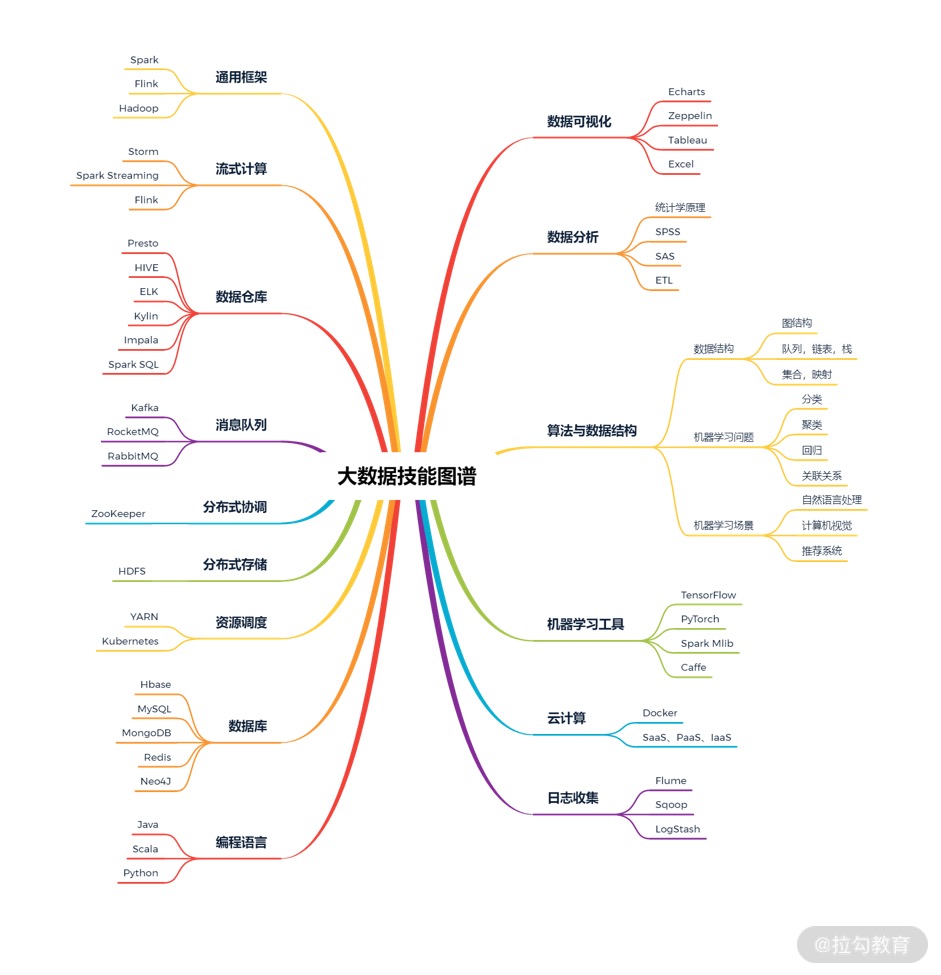 大数据技能图谱
通用框架
Spark
Flink
Hadoop
流式计算
Storm
Spark Streaming
Flink
数据仓库
Presto
HIVE
ELK
Kylin
Impala
Spark SQL
消息队列
Kafka
RocketMQ
RabbitMQ
分布式协调
ZooKeeper
分布式存储
HDFS
资源调度
YARN
Kubernetes
数据库
Hbase
MySQL
MongoDB
Redis
Neo4J
编程语言
Java
Scala
Python
数据可视化
Echarts
Zeppelin
Tableau
Excel
数据分析
统计学原理
SPSS
SAS
ETL
算法与数据结构
数据结构
图结构
队列，链表，栈
集合，映射
机器学习问题
分类
聚类
回归
关联关系
机器学习场景
自然语言处理
计算机视觉
推荐系统
机器学习工具
TensorFlow
PyTorch
Spark Mlib
Caffe
云计算
Docker
SaaS、PaaS、IaaS
日志收集
Flume
Sqoop
LogStash
@拉勾教育